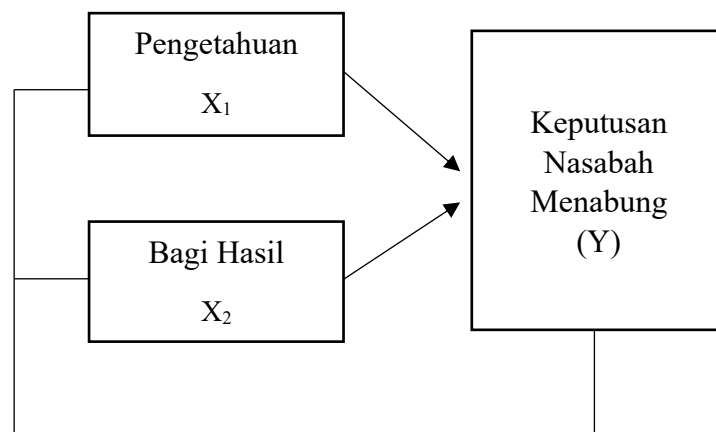 Pengetahuan
X₁
Bagi Hasil
X₂
Keputusan
Nasabah
Menabung
(Y)